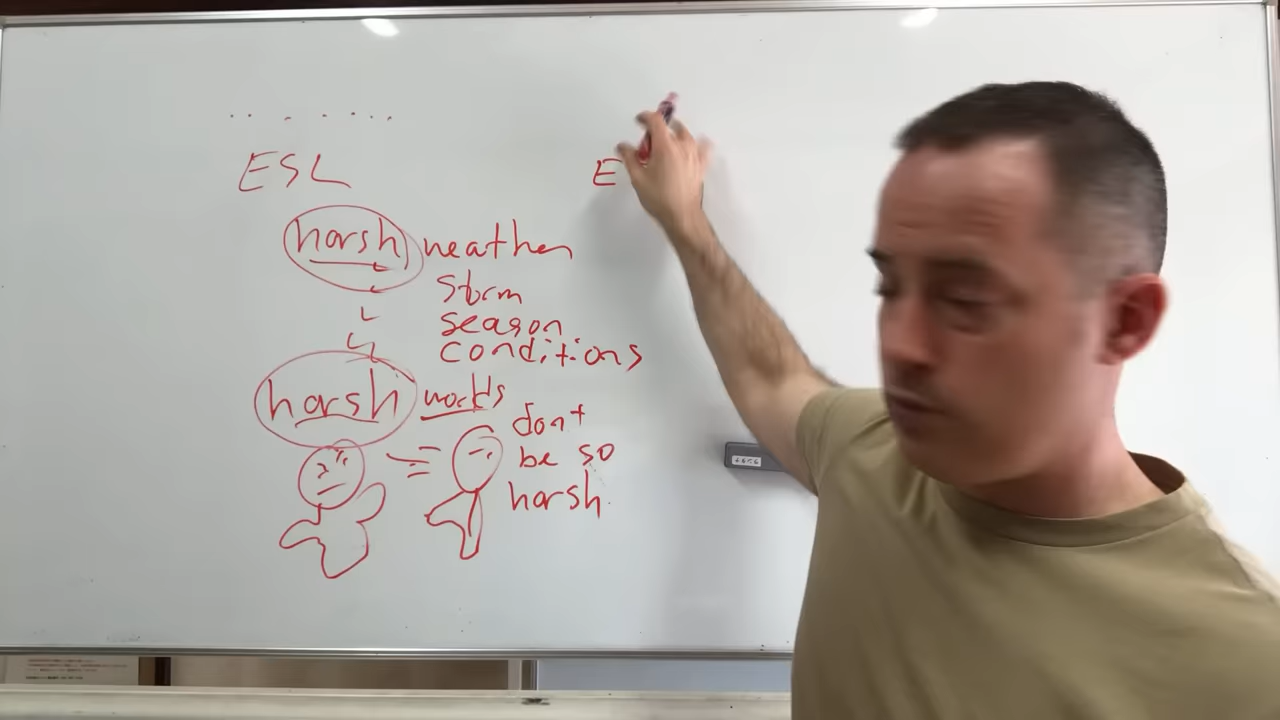 ESL
E
harsh weather
storm
season
conditions
harsh words
don't
be so
harsh.